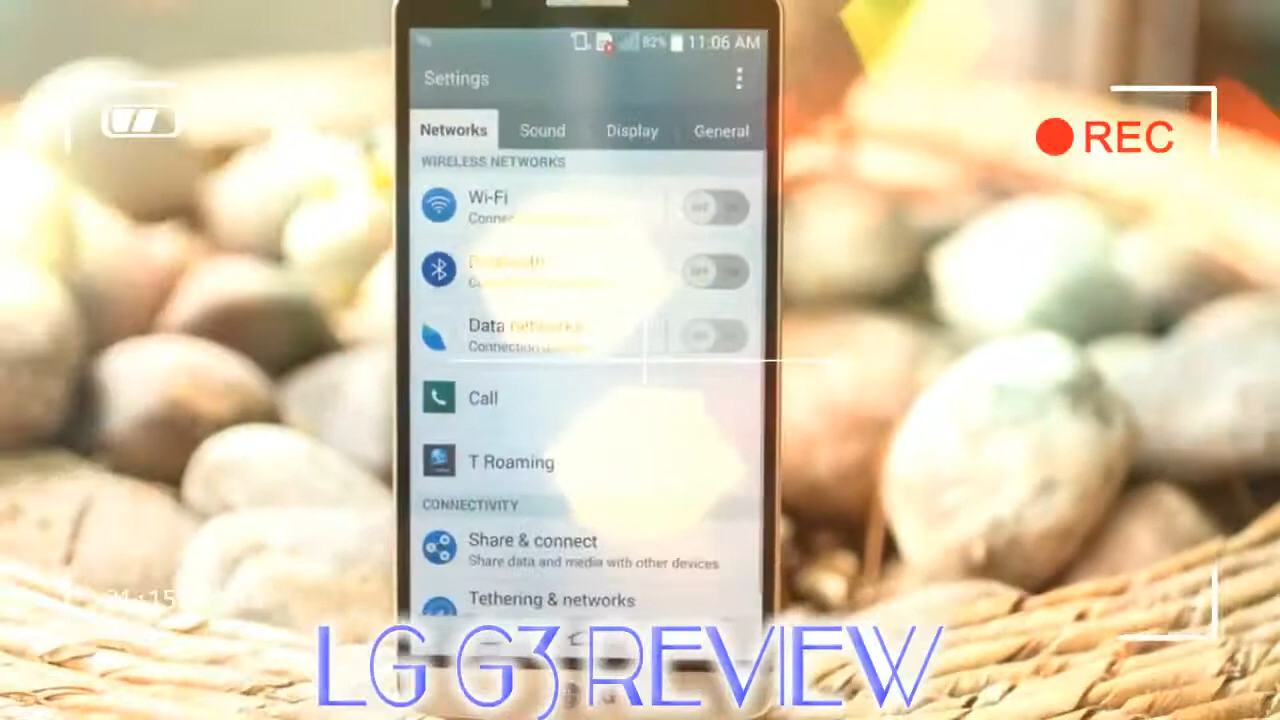 82% 11:06 AM
Settings
REC
Networks Sound Display General
WIRELESS NETWORKS
Wi-Fi
Data networks
Call
T Roaming
CONNECTIVITY
Share & connect
Share data and media with other devices
Tethering & networks
LG G3 REVIEW